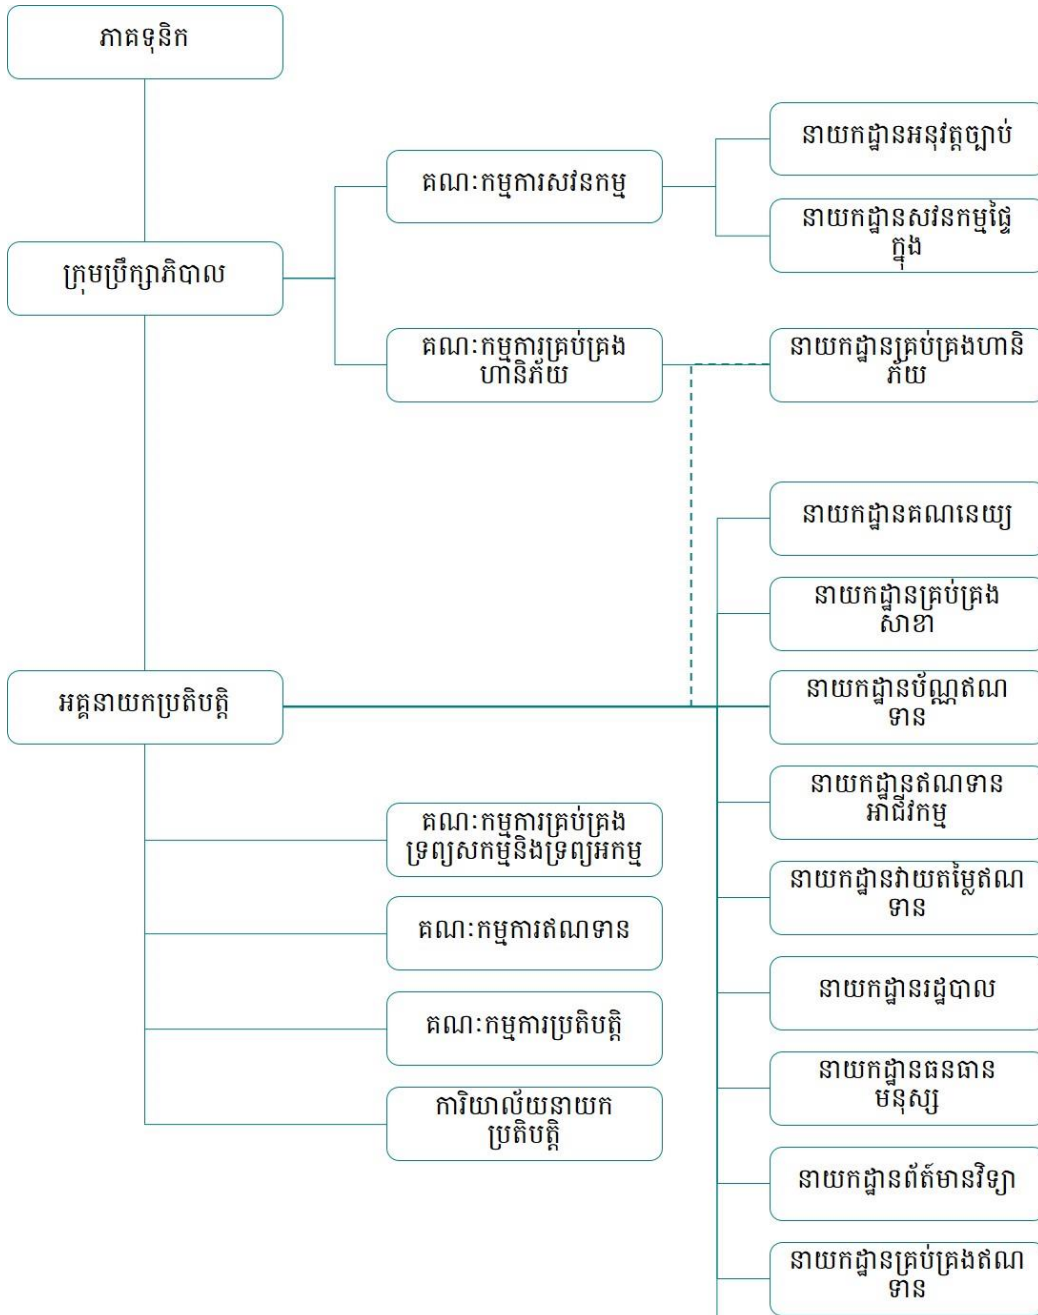 ភាគទុនិក
ក្រុមប្រឹក្សាភិបាល
គណៈកម្មការសវនកម្ម
នាយកដ្ឋានអនុវត្តច្បាប់
នាយកដ្ឋានសវនកម្មផ្ទៃ
ក្នុង
គណៈកម្មការគ្រប់គ្រង
ហានិភ័យ
នាយកដ្ឋានគ្រប់គ្រងហានិ
ភ័យ
អគ្គនាយកប្រតិបត្តិ
គណៈកម្មការគ្រប់គ្រង
ទ្រព្យសកម្មនិងទ្រព្យអកម្ម
គណៈកម្មការឥណទាន
គណៈកម្មការប្រតិបត្តិ
ការិយាល័យនាយក
ប្រតិបត្តិ
នាយកដ្ឋានគណនេយ្យ
នាយកដ្ឋានគ្រប់គ្រង
សាខា
នាយកដ្ឋានប័ណ្ណឥណ
ទាន
នាយកដ្ឋានឥណទាន
អាជីវកម្ម
នាយកដ្ឋានវាយតម្លៃឥណ
ទាន
នាយកដ្ឋានរដ្ឋបាល
នាយកដ្ឋានធនធាន
មនុស្ស
នាយកដ្ឋានព័ត៌មានវិទ្យា
នាយកដ្ឋានគ្រប់គ្រងឥណ
ទាន